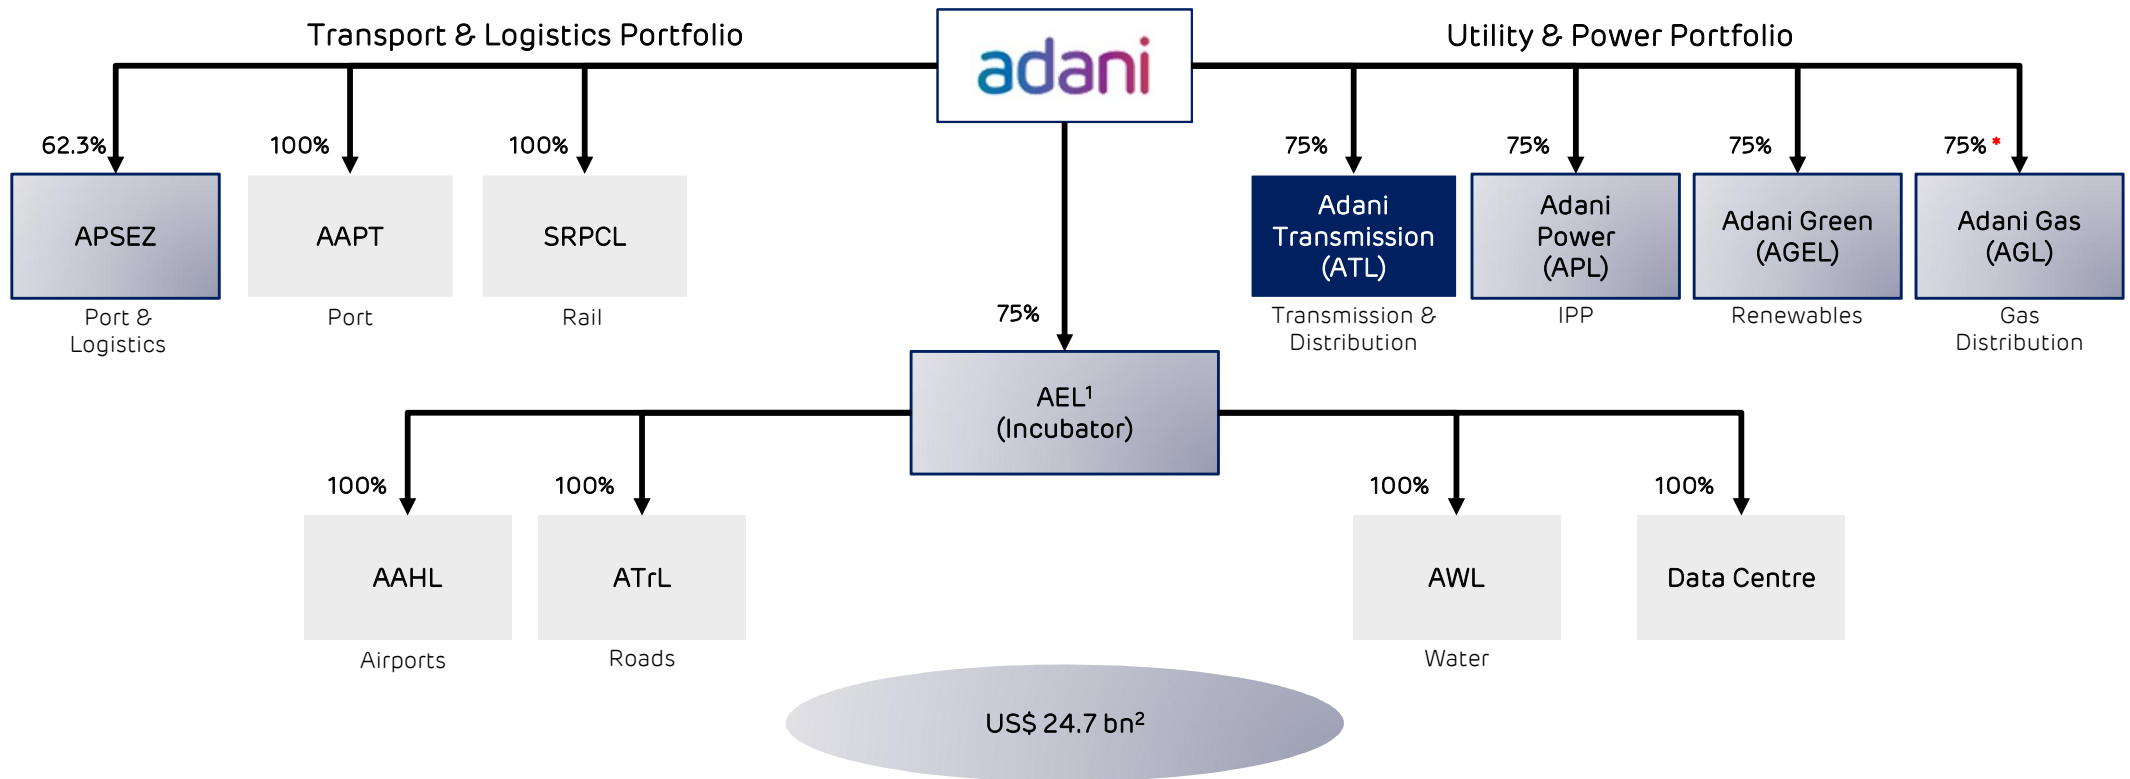 Transport & Logistics Portfolio
adani
Utility & Power Portfolio
62.3%
100%
100%
75%
75%
75%
75% *
APSEZ
AAPT
SRPCL
Adani
Transmission
(ATL)
Adani
Power
(APL)
Adani Green
(AGEL)
Adani Gas
(AGL)
Port &
Logistics
Port
Rail
Transmission &
Distribution
IPP
Renewables
Gas
Distribution
75%
AEL¹
(Incubator)
100%
100%
100%
100%
AAHL
ATrL
AWL
Data Centre
Airports
Roads
Water
US$ 24.7 bn²